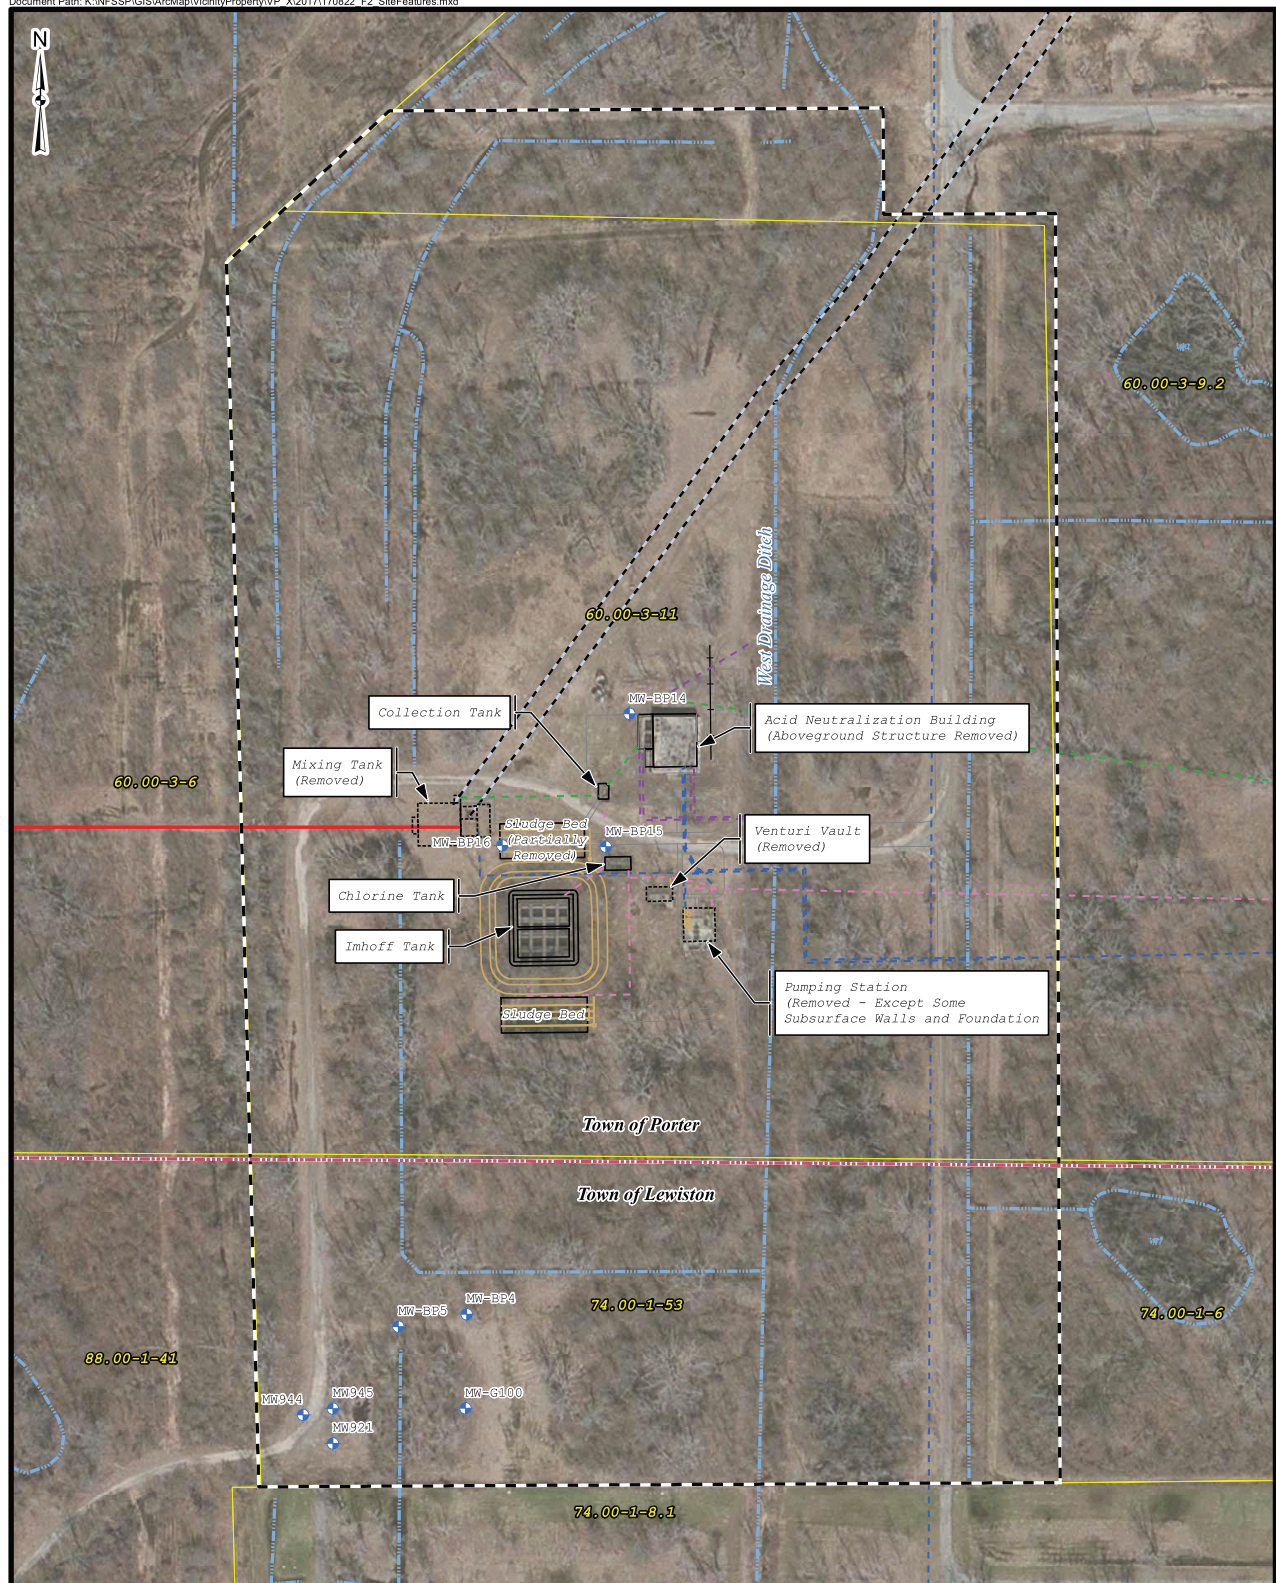 Document Path: K:\NFSSP\GIS\ArcMap\VicinityProperty\VP_X\2017\170822_F2_SiteFeatures.mxd
N
60.00-3-9.2
West Drainage Ditch
60.00-3-11
MW-BP14
Collection Tank
Acid Neutralization Building
(Aboveground Structure Removed)
Mixing Tank
(Removed)
60.00-3-6
Sludge Bed
(Partially
Removed)
MW-BP15
MW-BP16
Venturi Vault
(Removed)
Chlorine Tank
Imhoff Tank
Pumping Station
(Removed - Except Some
Subsurface Walls and Foundation
Sludge Bed
Town of Porter
Town of Lewiston
MW-BP4
MW-BP5
74.00-1-53
74.00-1-6
88.00-1-41
MW944
MW945
MW-G100
MW921
74.00-1-8.1